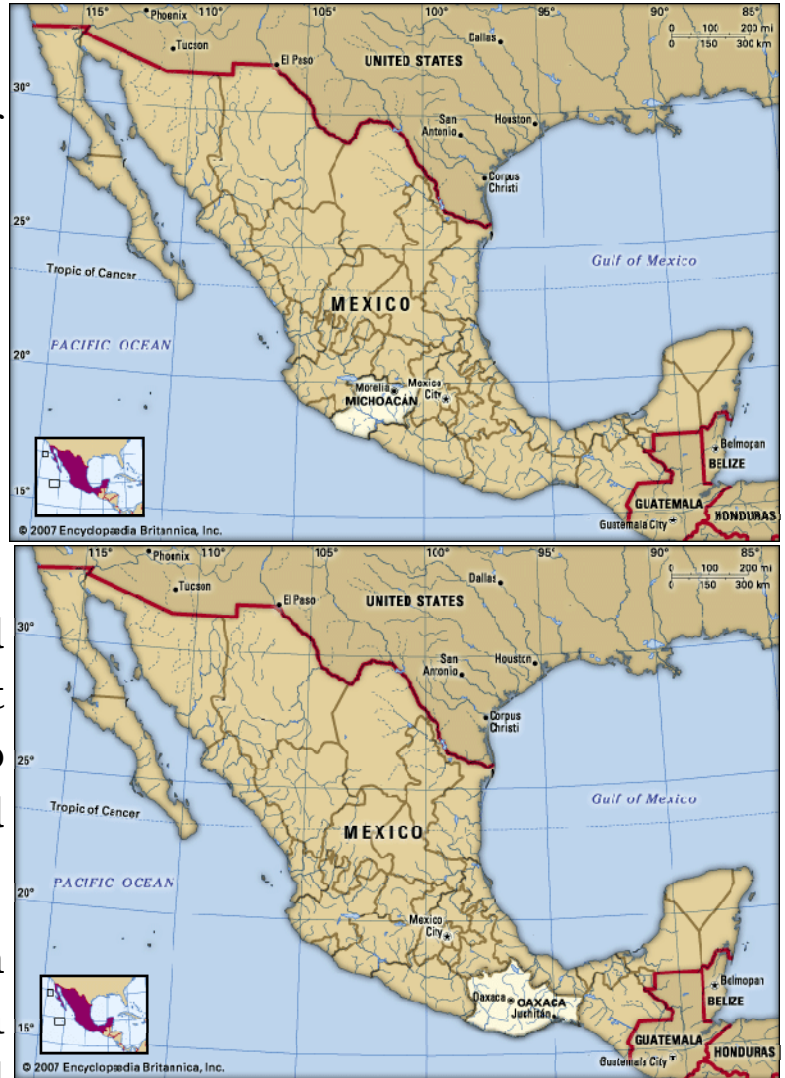 115°
Phoenix
110°
105°
100°
95°
90°
85°
Tucson
El Paso
Dallas
UNITED STATES
0 100 200 mi
0 150 300 km
30°
San
Antonio
Houston
Corpus
Christi
25°
Gulf of Mexico
Tropic of Cancer
MEXICO
PACIFIC OCEAN
20°
Morelia
Mexico
City
MICHOACÁN
Belmopan
BELIZE
15°
GUATEMALA
Guatemala City
HONDURAS
© 2007 Encyclopædia Britannica, Inc.
115°
Phoenix
110°
105°
100°
95°
90°
85°
Tucson
El Paso
Dallas
UNITED STATES
0 100 200 mi
0 150 300 km
30°
San
Antonio
Houston
Corpus
Christi
25°
Gulf of Mexico
Tropic of Cancer
MEXICO
PACIFIC OCEAN
20°
Mexico
City
Oaxaca
OAXACA
Juchitán
Belmopan
BELIZE
15°
GUATEMALA
Guatemala City
HONDURAS
© 2007 Encyclopædia Britannica, Inc.